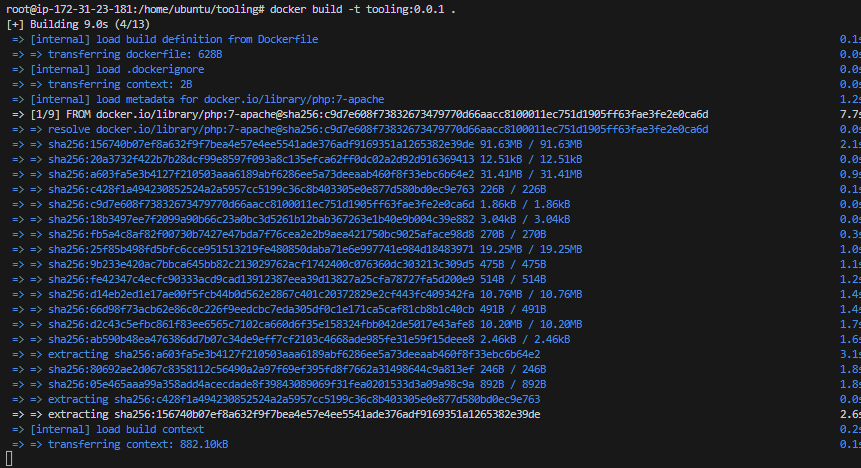 root@ip-172-31-23-181:/home/ubuntu/tooling# docker build -t tooling:0.0.1 .
[+] Building 9.0s (4/13)
=> [internal] load build definition from Dockerfile 0.1s
=> => transferring dockerfile: 628B 0.0s
=> [internal] load .dockerignore 0.0s
=> => transferring context: 2B 0.0s
=> [internal] load metadata for docker.io/library/php:7-apache 1.2s
=> [1/9] FROM docker.io/library/php:7-apache@sha256:c9d7e608f73832673479770d66aacc8100011ec751d1905ff63fae3fe2e0ca6d 7.7s
=> => resolve docker.io/library/php:7-apache@sha256:c9d7e608f73832673479770d66aacc8100011ec751d1905ff63fae3fe2e0ca6d 0.0s
=> => sha256:156740b07ef8a632f9f7bea4e57e4ee5541ade376adf9169351a1265382e39de 91.63MB / 91.63MB 2.1s
=> => sha256:20a3732f422b7b28dcf99e8597f093a8c135efca62ff0dc02a2d92d916369413 12.51kB / 12.51kB 0.0s
=> => sha256:a603fa5e3b4127f210503aaa6189abf6286ee5a73deeaab460f8f33ebc6b64e2 31.41MB / 31.41MB 0.9s
=> => sha256:c428f1a494230852524a2a5957cc5199c36c8b403305e0e877d580bd0ec9e763 226B / 226B 0.1s
=> => sha256:c9d7e608f73832673479770d66aacc8100011ec751d1905ff63fae3fe2e0ca6d 1.86kB / 1.86kB 0.0s
=> => sha256:18b3497ee7f2099a90b66c23a0bc3d5261b12bab367263e1b40e9b004c39e882 3.04kB / 3.04kB 0.0s
=> => sha256:fb5a4c8af82f00730b7427e47bda7f76cea2e2b9aea421750bc9025aface98d8 270B / 270B 0.3s
=> => sha256:25f85b498fd5bfc6cce951513219fe480850daba71e6e997741e984d18483971 19.25MB / 19.25MB 1.0s
=> => sha256:9b233e420ac7bbca645bb82c213029762acf1742400c076360dc303213c309d5 475B / 475B 1.1s
=> => sha256:fe42347c4ecfc90333acd9cad13912387eea39d13827a25cfa78727fa5d200e9 514B / 514B 1.2s
=> => sha256:d14eb2ed1e17ae00f5fcb44b0d562e2867c401c20372829e2cf443fc409342fa 10.76MB / 10.76MB 1.4s
=> => sha256:66d98f73acb62e86c0c226f9eedcbc7eda305df0c1e171ca5caf81cb8b1c40cb 491B / 491B 1.4s
=> => sha256:d2c43c5efbc861f83ee6565c7102ca660d6f35e158324fbb042de5017e43afe8 10.20MB / 10.20MB 1.7s
=> => sha256:ab590b48ea476386dd7b07c34de9eff7cf2103c4668ade985fe31e59f15deee8 2.46kB / 2.46kB 1.6s
=> => extracting sha256:a603fa5e3b4127f210503aaa6189abf6286ee5a73deeaab460f8f33ebc6b64e2 3.1s
=> => sha256:80692ae2d067c8358112c56490a2a97f69ef395fd8f7662a31498644c9a813ef 246B / 246B 1.8s
=> => sha256:05e465aaa99a358add4acecdade8f39843089069f31fea0201533d3a09a98c9a 892B / 892B 1.8s
=> => extracting sha256:c428f1a494230852524a2a5957cc5199c36c8b403305e0e877d580bd0ec9e763 0.0s
=> => extracting sha256:156740b07ef8a632f9f7bea4e57e4ee5541ade376adf9169351a1265382e39de 2.6s
=> [internal] load build context 0.2s
=> => transferring context: 882.10kB 0.1s